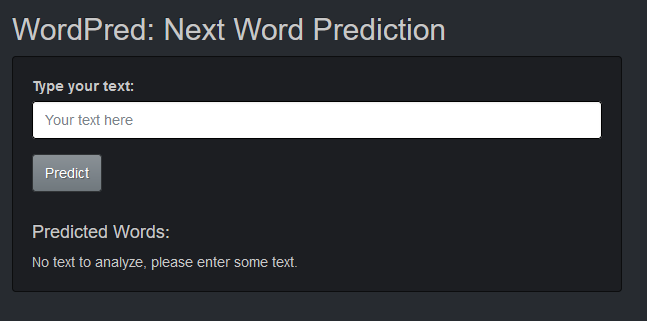 WordPred: Next Word Prediction
Type your text:
Your text here
Predict
Predicted Words:
No text to analyze, please enter some text.